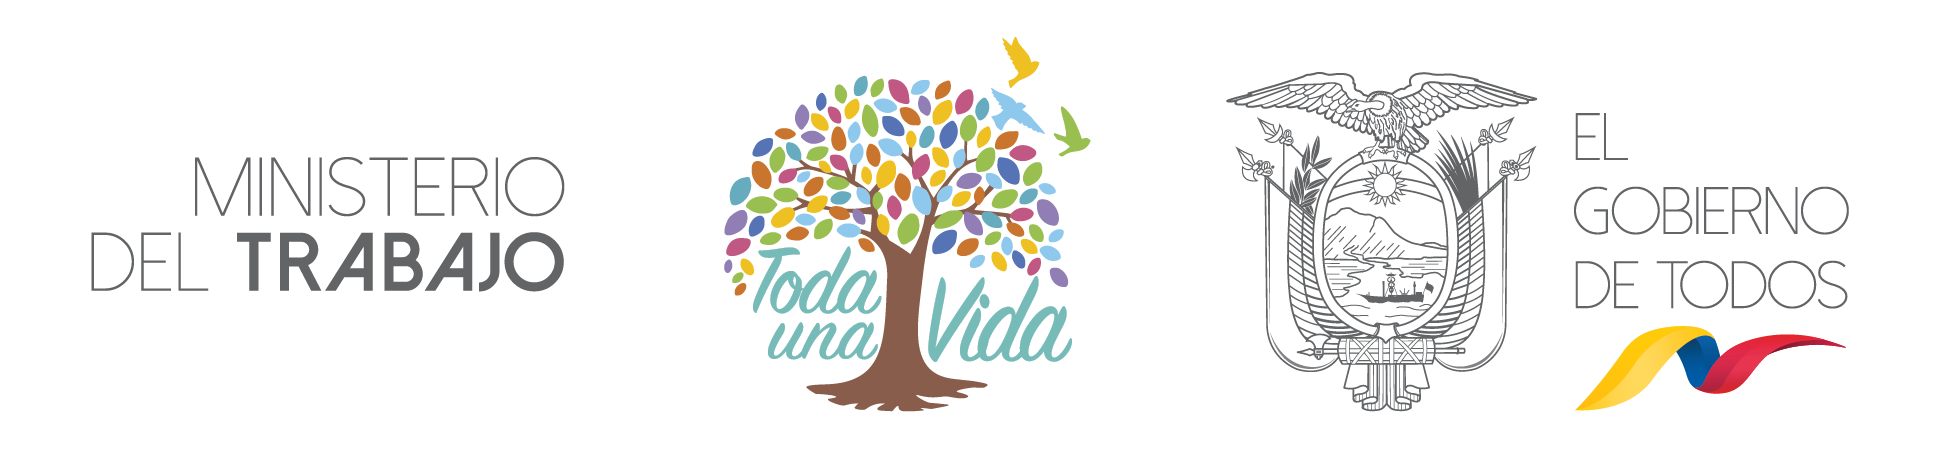 MINISTERIO
DEL TRABAJO
Toda
una Vida
EL
GOBIERNO
DE TODOS